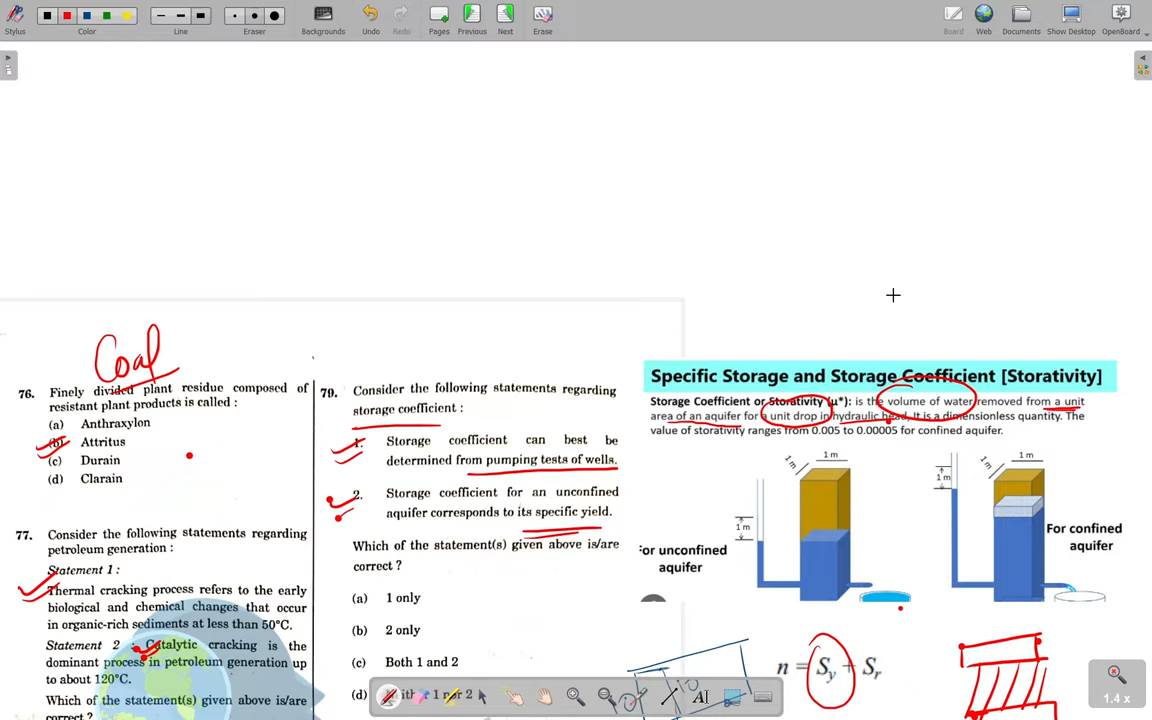 Stylus
Color
Line
Eraser
Backgrounds
Undo
Redo
Pages
Previous
Next
Erase
Board
Web
Documents
Show Desktop
OpenBoard
Coal
76. Finely divided plant residue composed of
resistant plant products is called :
(a) Anthraxylon
(b) Attritus
(c) Durain
(d) Clarain
77. Consider the following statements regarding
petroleum generation :
Statement 1 :
Thermal cracking process refers to the early
biological and chemical changes that occur
in organic-rich sediments at less than 50°C.
Statement 2 : Catalytic cracking is the
dominant process in petroleum generation up
to about 120°C.
Which of the statement(s) given above is/are
correct ?
79. Consider the following statements regarding
storage coefficient :
1. Storage coefficient can best be
determined from pumping tests of wells.
2. Storage coefficient for an unconfined
aquifer corresponds to its specific yield.
Which of the statement(s) given above is/are
correct ?
(a) 1 only
(b) 2 only
(c) Both 1 and 2
(d) 1 nor 2
Specific Storage and Storage Coefficient [Storativity]
Storage Coefficient or Storativity (μ*): is the volume of water removed from a unit
area of an aquifer for a unit drop in hydraulic head. It is a dimensionless quantity. The
value of storativity ranges from 0.005 to 0.00005 for confined aquifer.
1 m
1 m
1 m
For unconfined
aquifer
1 m
1 m
1 m
For confined
aquifer
n = Sy + Sr
1.4 x